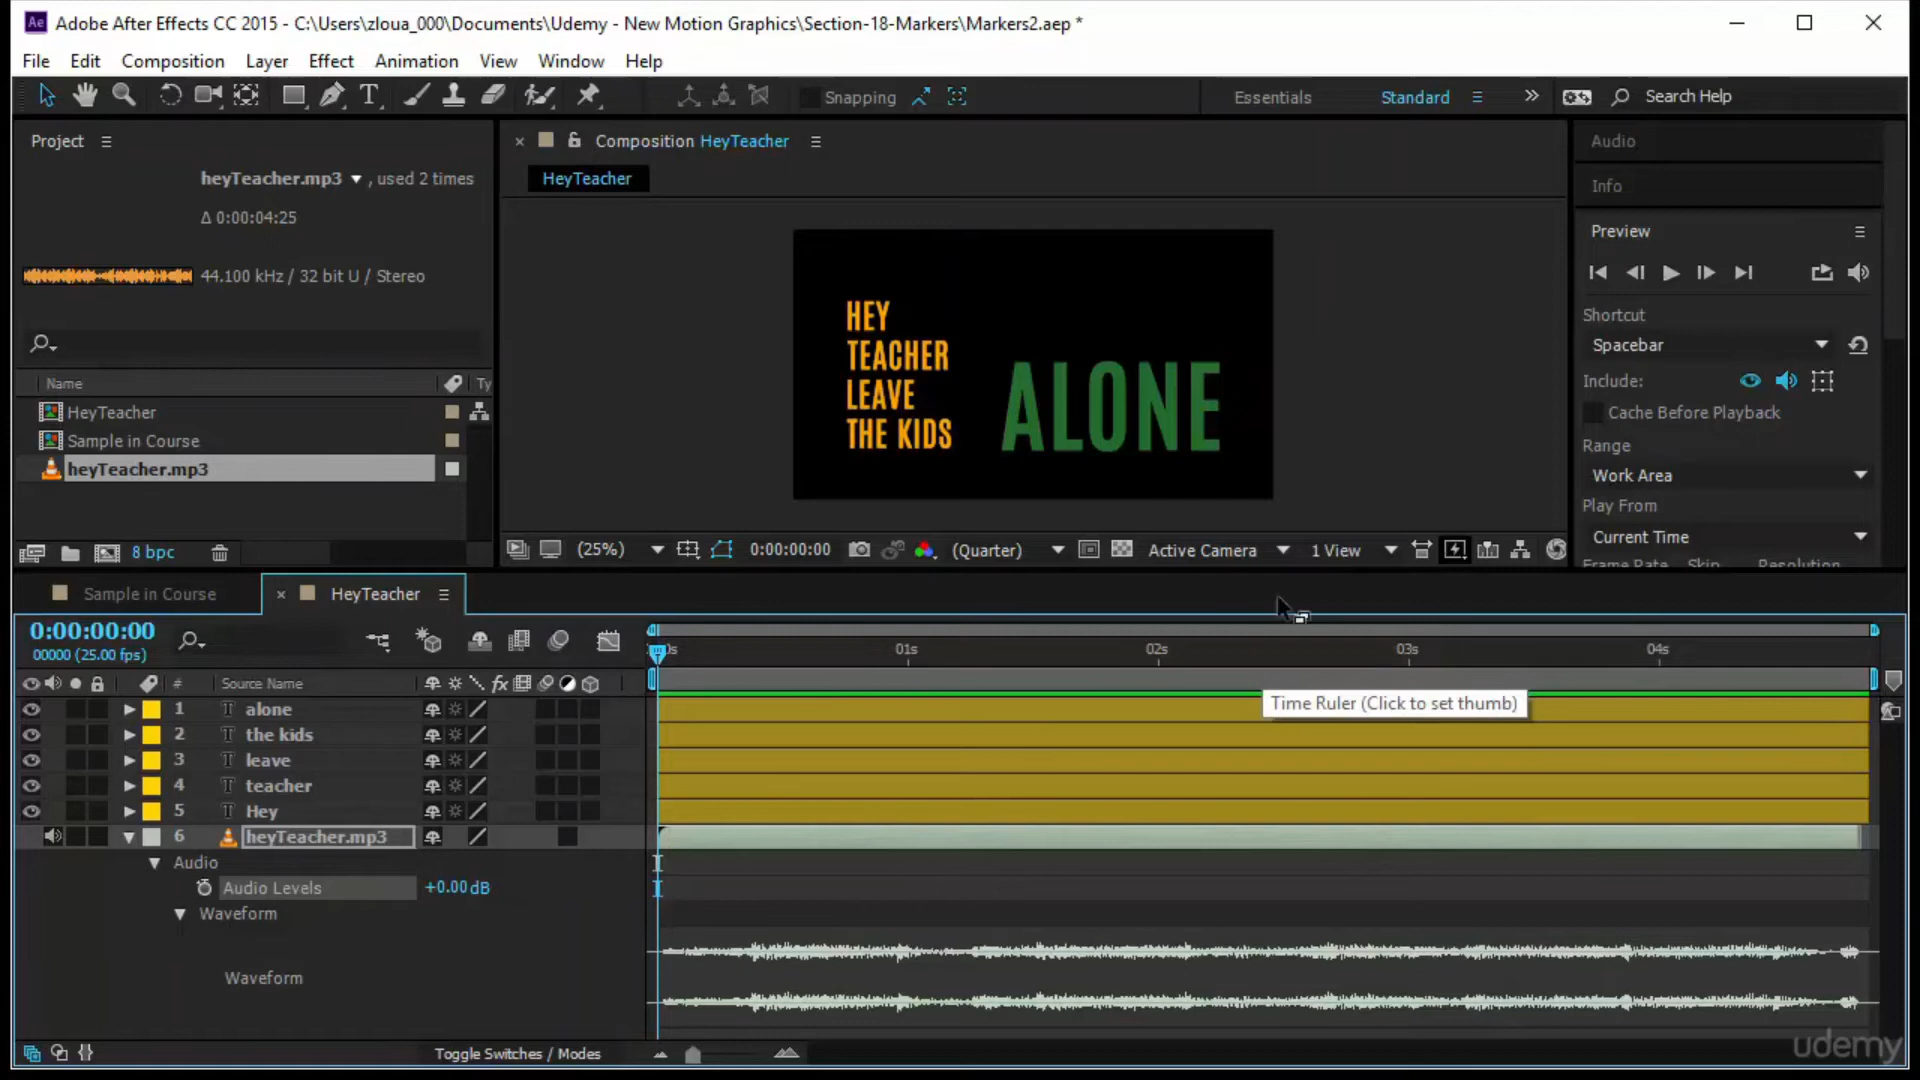 Adobe After Effects CC 2015 - C:\Users\zloua_000\Documents\Udemy - New Motion Graphics\Section-18-Markers\Markers2.aep *
File Edit Composition Layer Effect Animation View Window Help
Snapping Essentials Standard Search Help
Project
heyTeacher.mp3 , used 2 times
Δ 0:00:04:25
44.100 kHz / 32 bit U / Stereo
Name Ty
HeyTeacher
Sample in Course
heyTeacher.mp3
8 bpc
Composition HeyTeacher
HeyTeacher
HEY
TEACHER
LEAVE
THE KIDS
ALONE
(25%) 0:00:00:00 (Quarter) Active Camera 1 View
Audio
Info
Preview
Shortcut
Spacebar
Include:
Cache Before Playback
Range
Work Area
Play From
Current Time
Frame Rate Skip Resolution
Sample in Course HeyTeacher
0:00:00:00
00000 (25.00 fps)
01s 02s 03s 04s
# Source Name
Time Ruler (Click to set thumb)
1 T alone
2 T the kids
3 T leave
4 T teacher
5 T Hey
6 heyTeacher.mp3
Audio
Audio Levels +0.00 dB
Waveform
Waveform
Toggle Switches / Modes
udemy